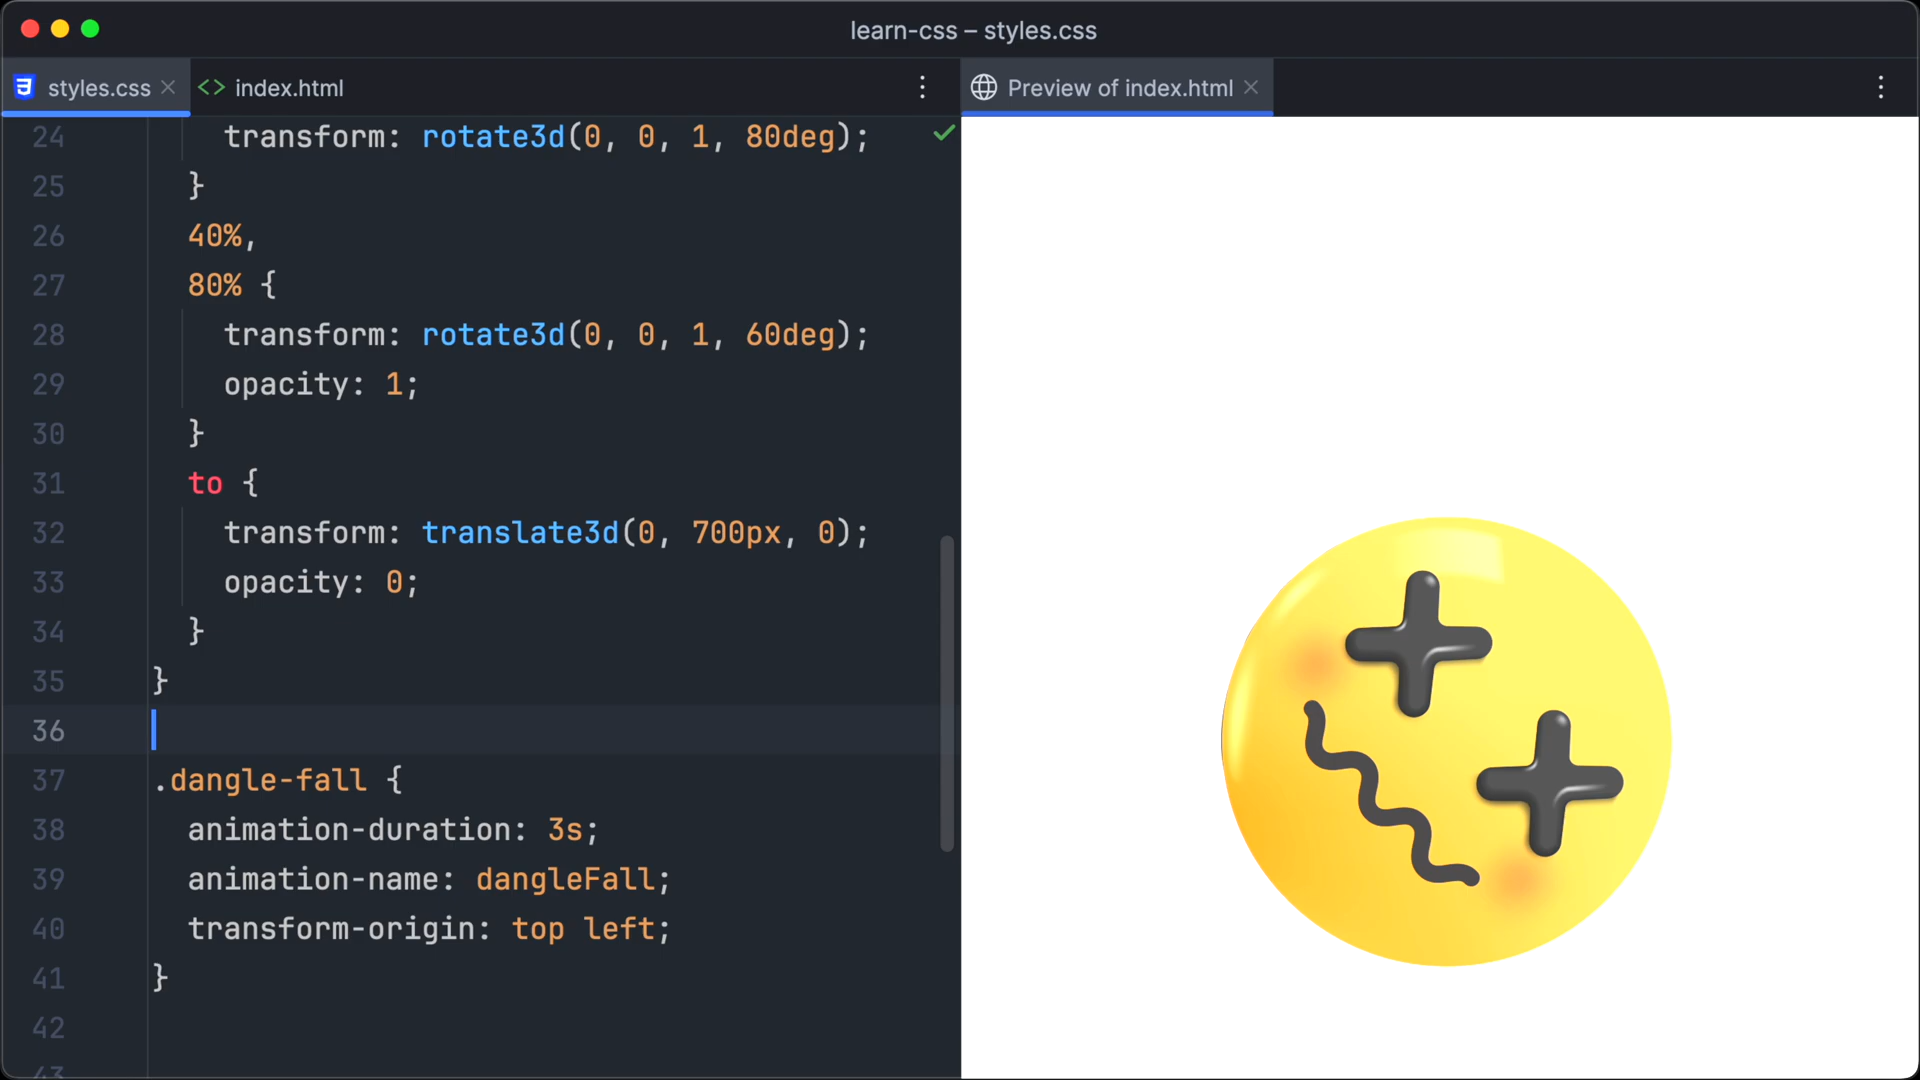 learn-css – styles.css
styles.css
index.html
Preview of index.html
24 transform: rotate3d(0, 0, 1, 80deg);
25 }
26 40%,
27 80% {
28 transform: rotate3d(0, 0, 1, 60deg);
29 opacity: 1;
30 }
31 to {
32 transform: translate3d(0, 700px, 0);
33 opacity: 0;
34 }
35 }
36
37 .dangle-fall {
38 animation-duration: 3s;
39 animation-name: dangleFall;
40 transform-origin: top left;
41 }
42
43